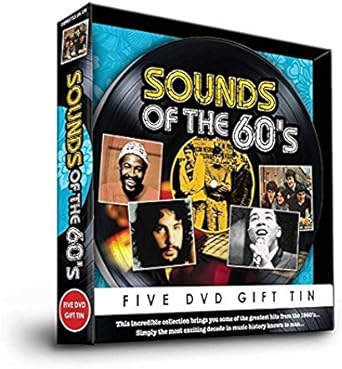 SOUNDS
OF THE 60's
FIVE DVD GIFT TIN
This incredible collection brings you some of the greatest hits from the 1960's...
Simply the most exciting decade in music history known to man...
SOUNDS OF THE 60's
FIVE DVD
GIFT TIN